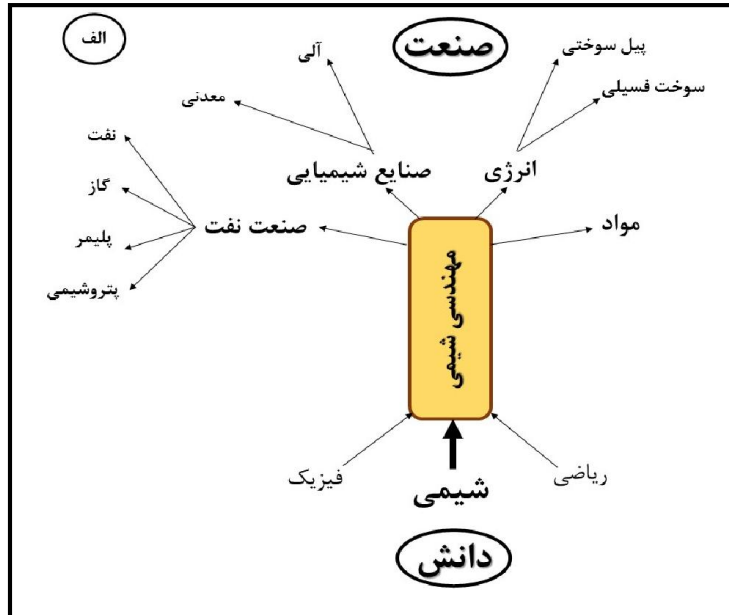 الف
صنعت
پیل سوختی
سوخت فسیلی
آلی
معدنی
انرژی
صنایع شیمیایی
نفت
گاز
پلیمر
پتروشیمی
صنعت نفت
مواد
مهندسی شیمی
ریاضی
فیزیک
شیمی
دانش